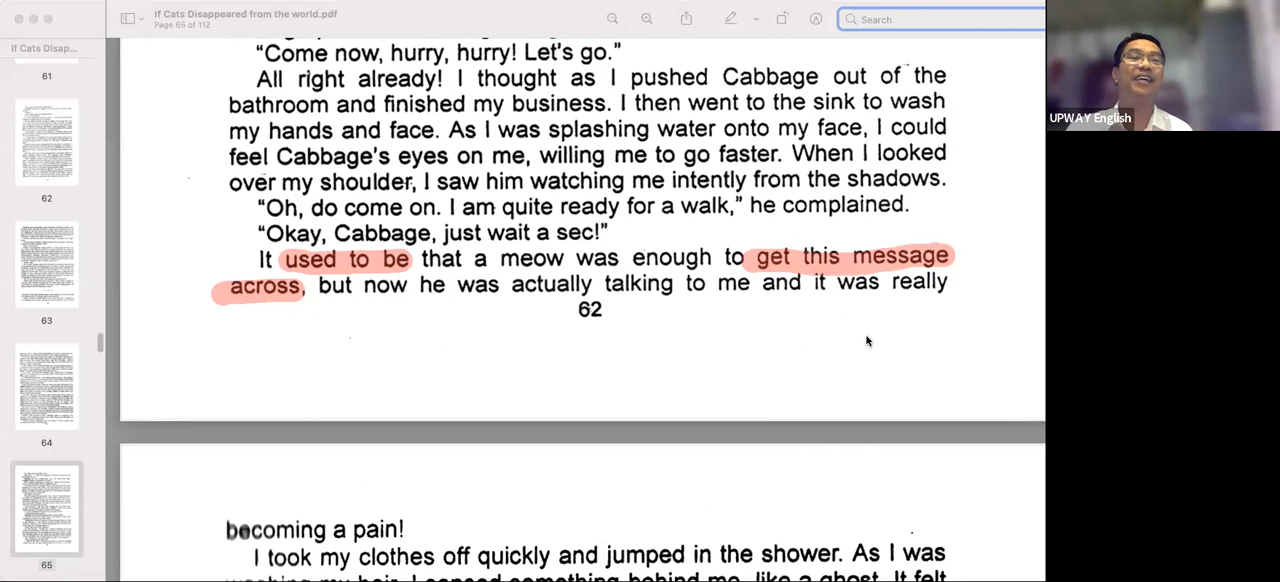 If Cats Disappeared from the world.pdf
Page 65 of 112
Search
If Cats Disap...
61
62
63
64
65
UPWAY English
"Come now, hurry, hurry! Let's go."
All right already! I thought as I pushed Cabbage out of the
bathroom and finished my business. I then went to the sink to wash
my hands and face. As I was splashing water onto my face, I could
feel Cabbage's eyes on me, willing me to go faster. When I looked
over my shoulder, I saw him watching me intently from the shadows.
"Oh, do come on. I am quite ready for a walk," he complained.
"Okay, Cabbage, just wait a sec!"
It used to be that a meow was enough to get this message
across, but now he was actually talking to me and it was really
62
becoming a pain!
I took my clothes off quickly and jumped in the shower. As I was